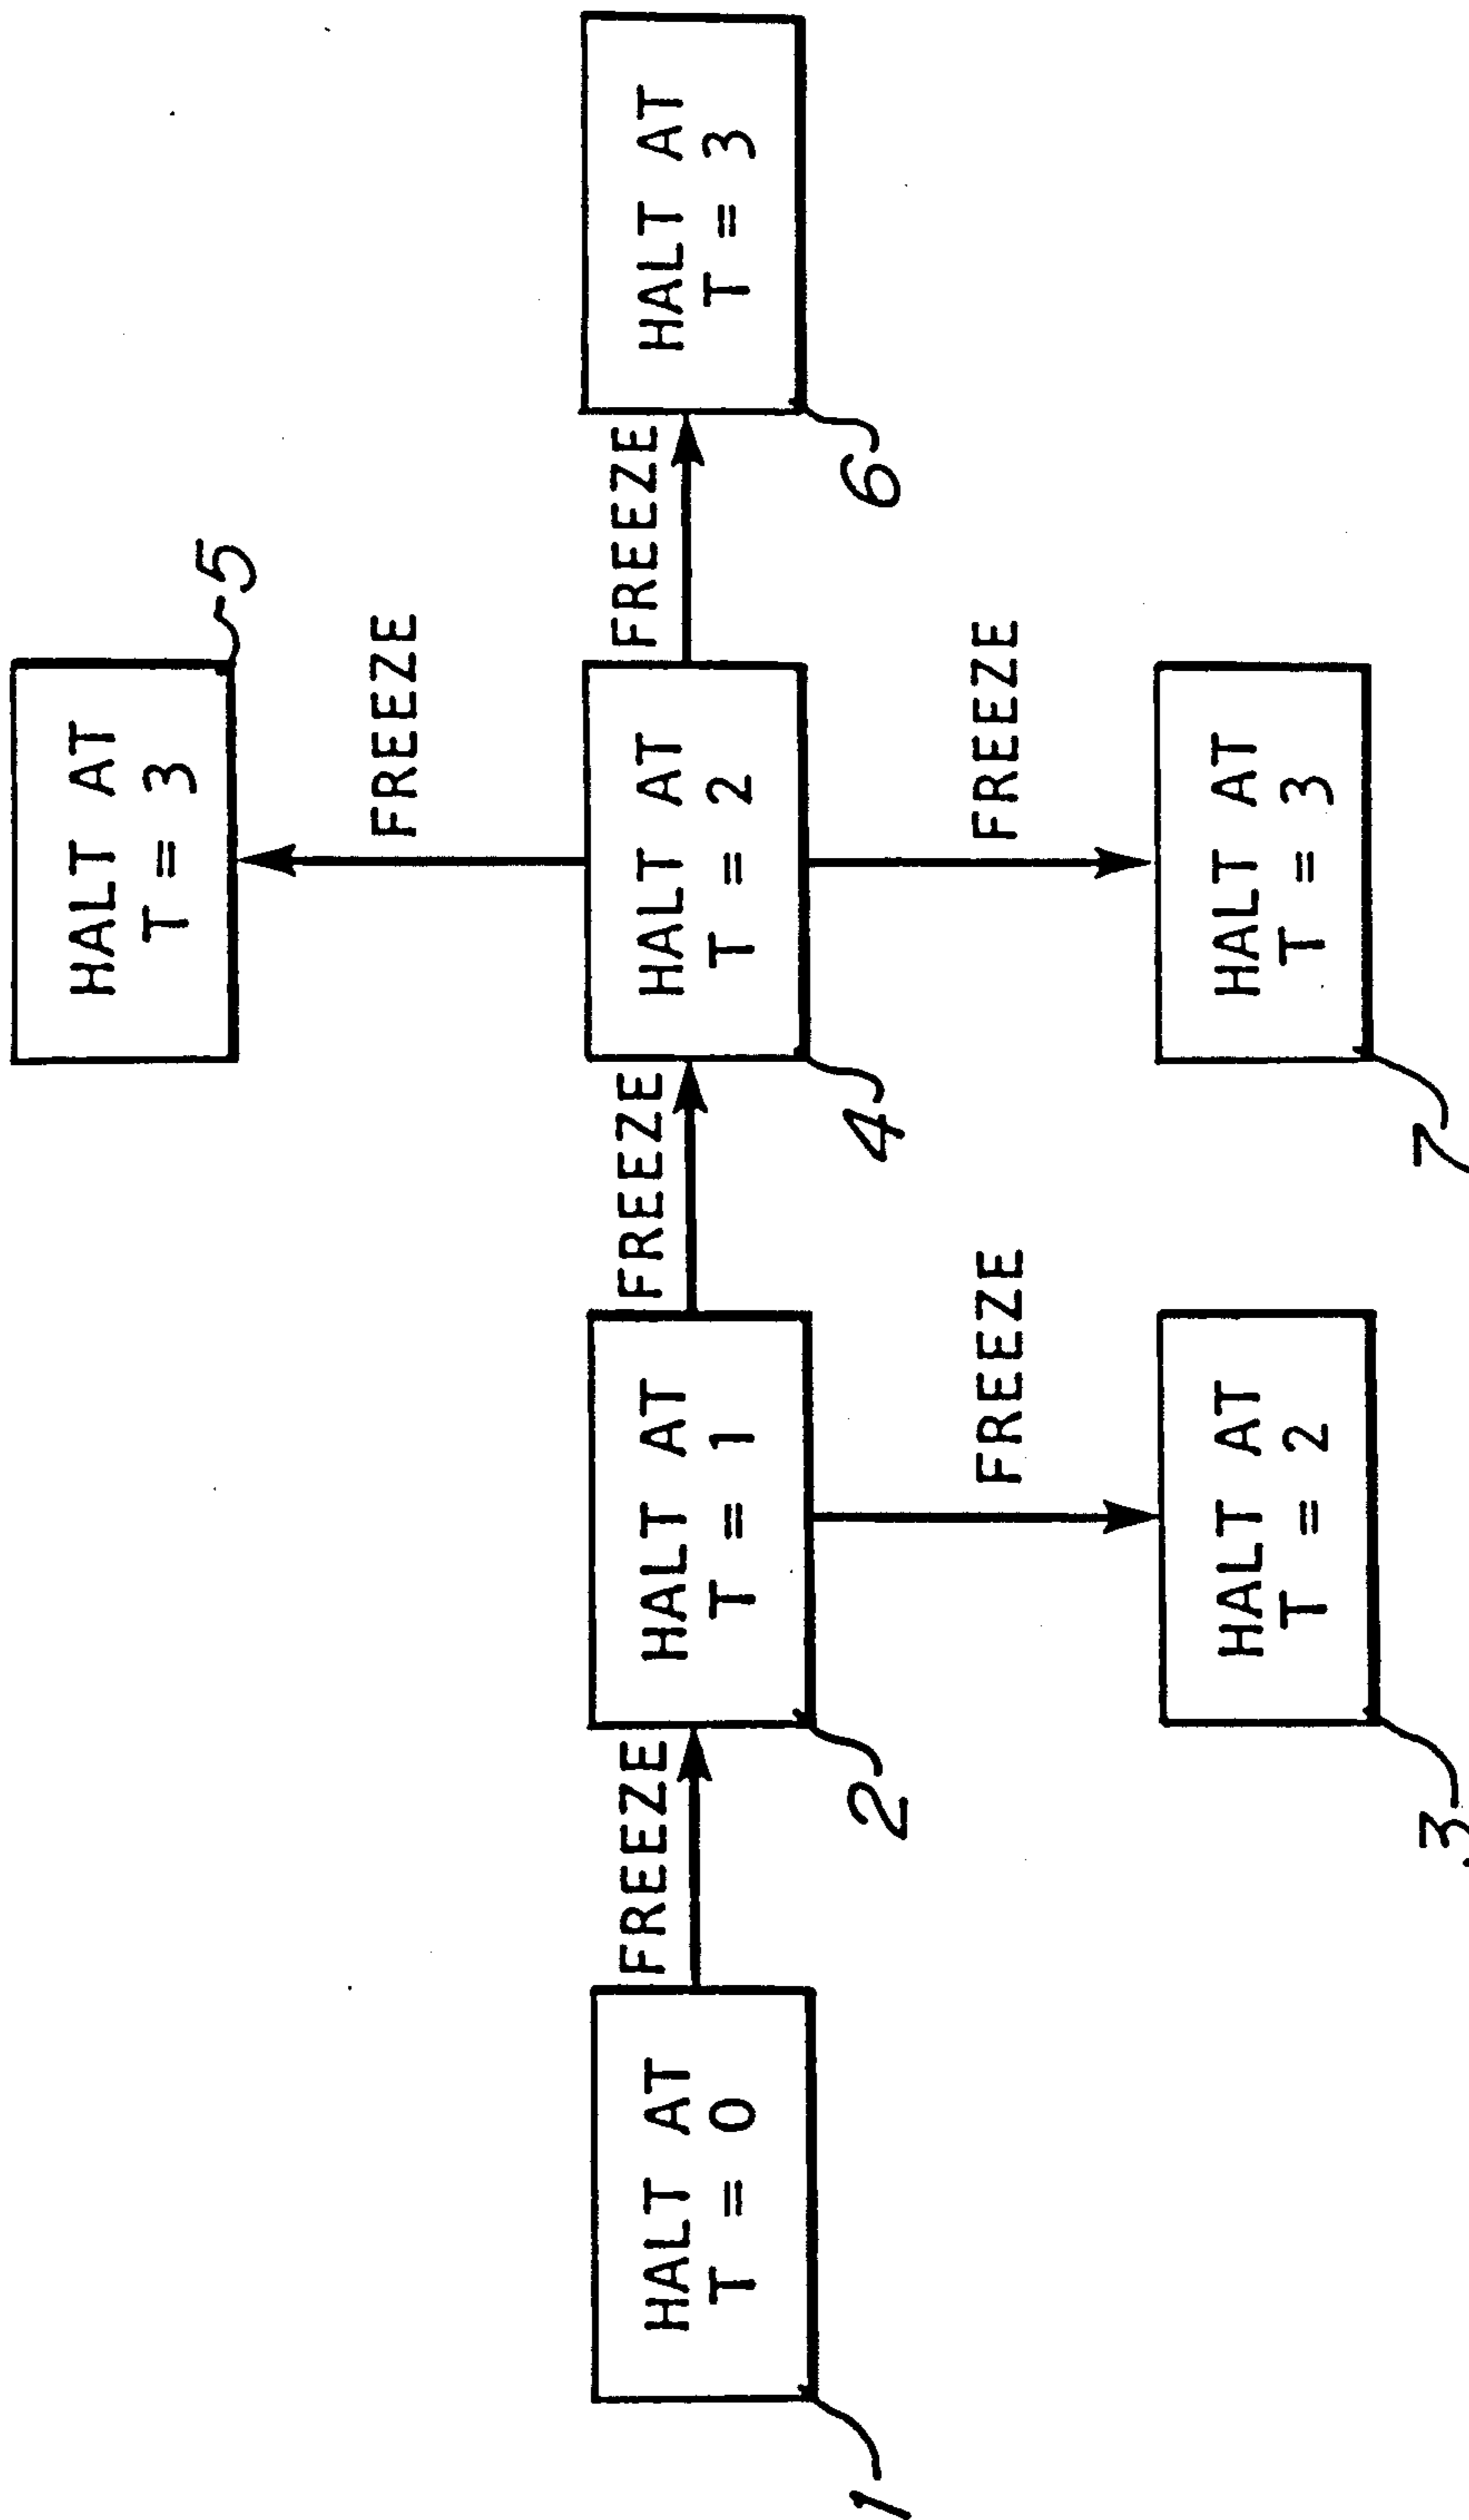 HALT AT
T = 3
5
FREEZE
HALT AT
T = 0
1
FREEZE
HALT AT
T = 1
2
FREEZE
HALT AT
T = 2
4
FREEZE
HALT AT
T = 3
6
FREEZE
HALT AT
T = 2
3
FREEZE
HALT AT
T = 3
7